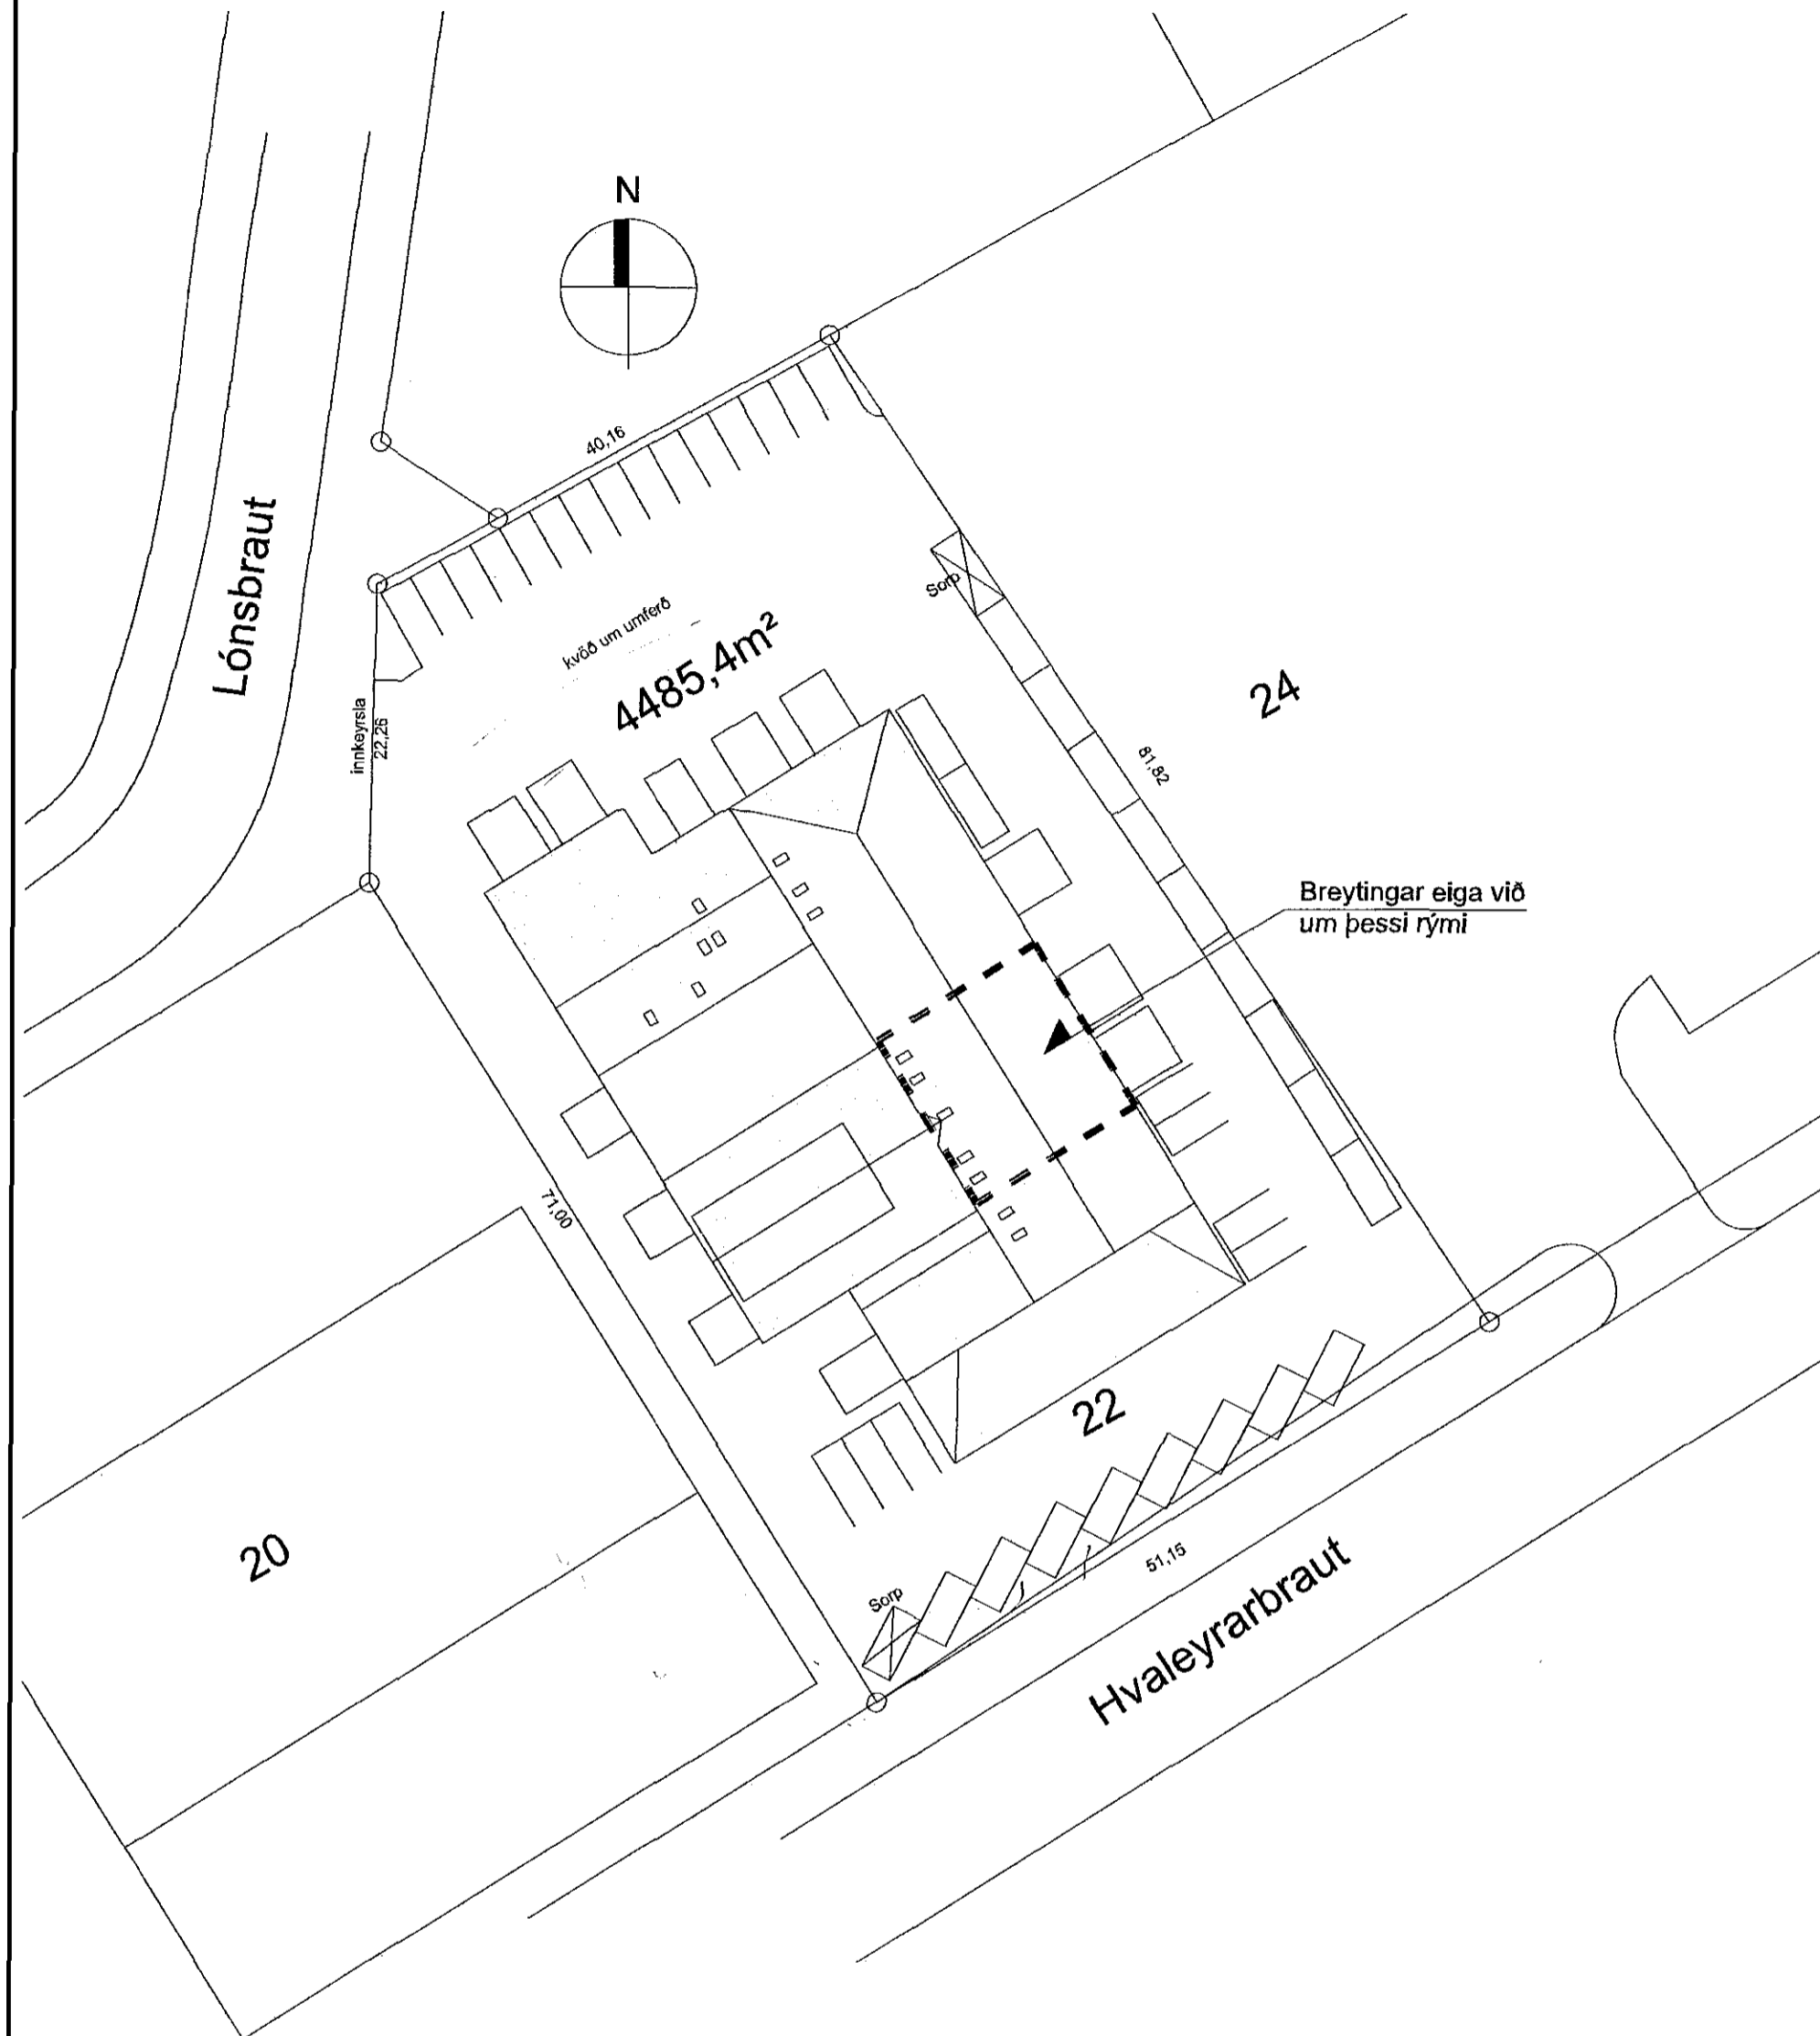 N
40,16
Lónsbraut
Sorp
kvöð um umferð
4485,4m²
24
innkeyrsla
22,26
81,82
Breytingar eiga við
um þessi rými
71,00
22
20
51,15
Sorp
Hvaleyrarbraut